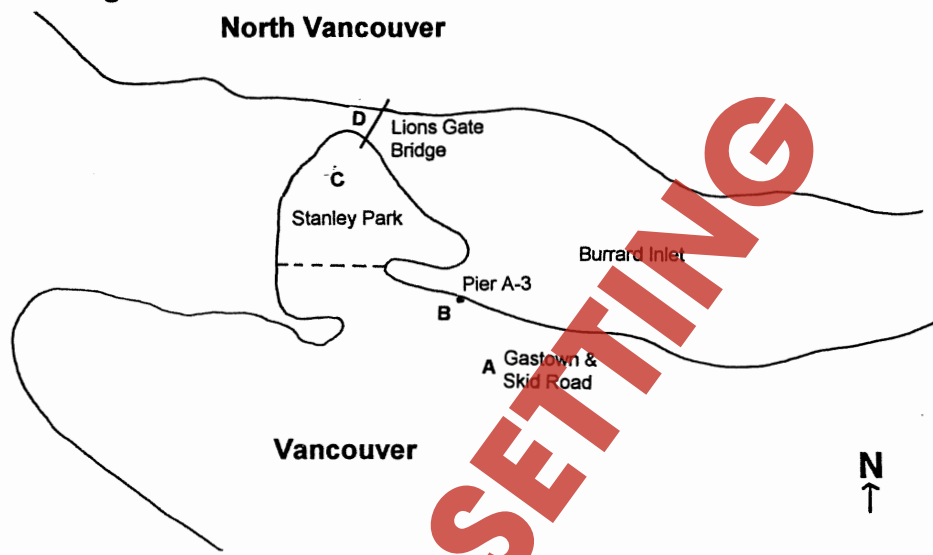 North Vancouver
D
Lions Gate
Bridge
C
Stanley Park
Burrard Inlet
Pier A-3
B
A
Gastown &
Skid Road
Vancouver
N
SETTING